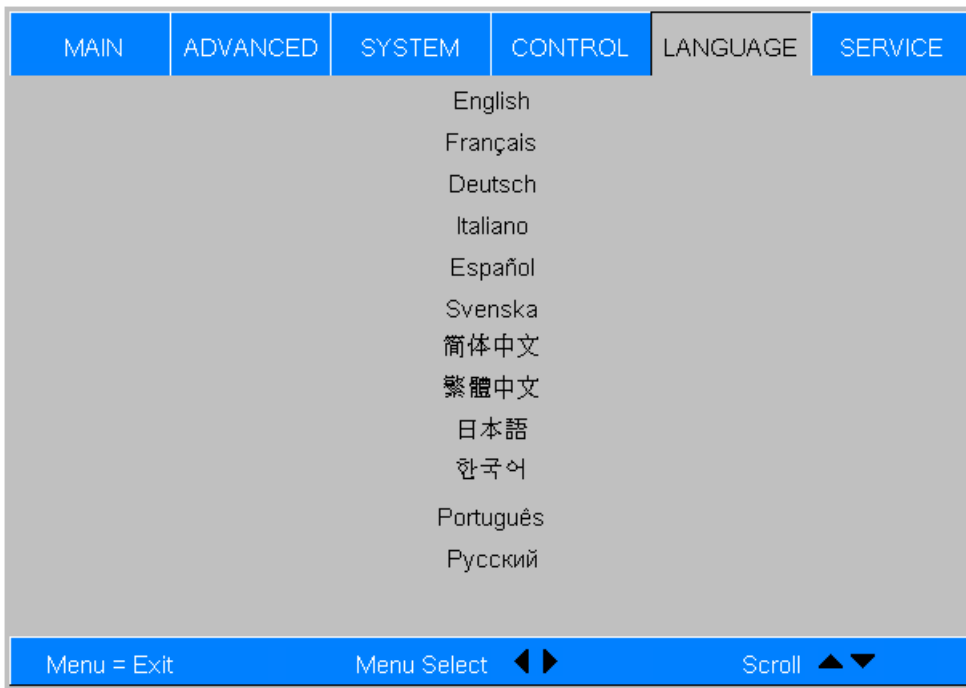 MAIN ADVANCED SYSTEM CONTROL LANGUAGE SERVICE
English
Français
Deutsch
Italiano
Español
Svenska
简体中文
繁體中文
日本語
한국어
Português
Русский
Menu = Exit Menu Select ◀ ▶ Scroll ▲ ▼